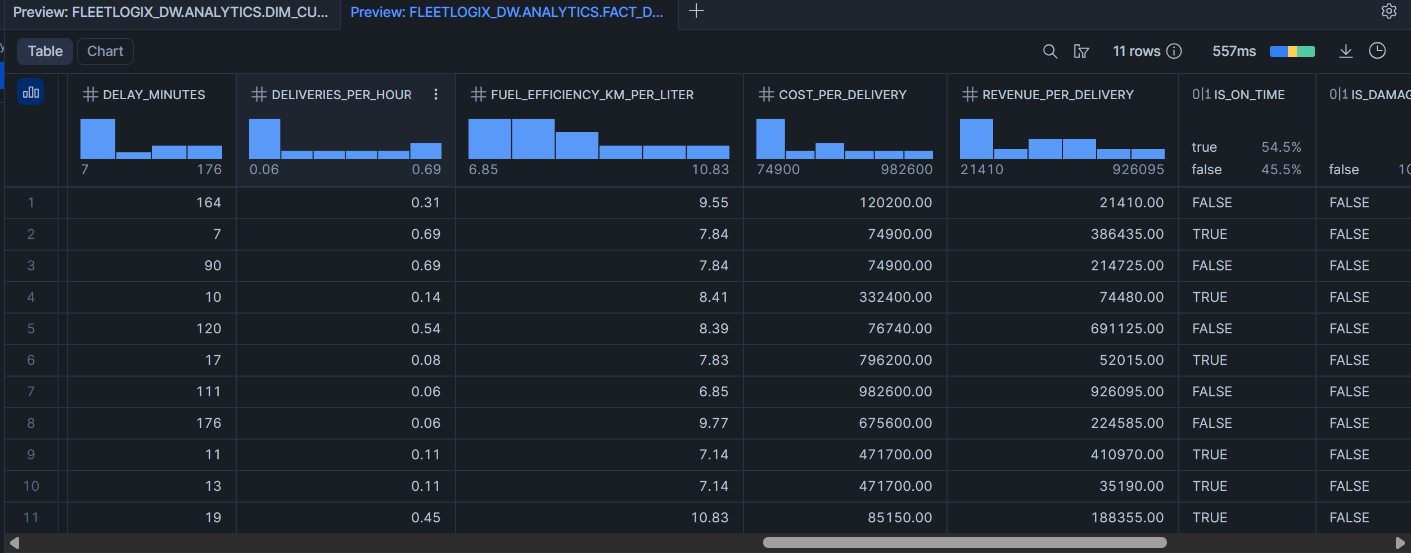 Preview: FLEETLOGIX_DW.ANALYTICS.DIM_CU... Preview: FLEETLOGIX_DW.ANALYTICS.FACT_D...
Table Chart 11 rows 557ms
DELAY_MINUTES DELIVERIES_PER_HOUR FUEL_EFFICIENCY_KM_PER_LITER COST_PER_DELIVERY REVENUE_PER_DELIVERY 0|1 IS_ON_TIME 0|1 IS_DAMAG
true 54.5%
7 176 0.06 0.69 6.85 10.83 74900 982600 21410 926095 false 45.5% false 10
1 164 0.31 9.55 120200.00 21410.00 FALSE FALSE
2 7 0.69 7.84 74900.00 386435.00 TRUE FALSE
3 90 0.69 7.84 74900.00 214725.00 FALSE FALSE
4 10 0.14 8.41 332400.00 74480.00 TRUE FALSE
5 120 0.54 8.39 76740.00 691125.00 FALSE FALSE
6 17 0.08 7.83 796200.00 52015.00 TRUE FALSE
7 111 0.06 6.85 982600.00 926095.00 FALSE FALSE
8 176 0.06 9.77 675600.00 224585.00 FALSE FALSE
9 11 0.11 7.14 471700.00 410970.00 TRUE FALSE
10 13 0.11 7.14 471700.00 35190.00 TRUE FALSE
11 19 0.45 10.83 85150.00 188355.00 TRUE FALSE